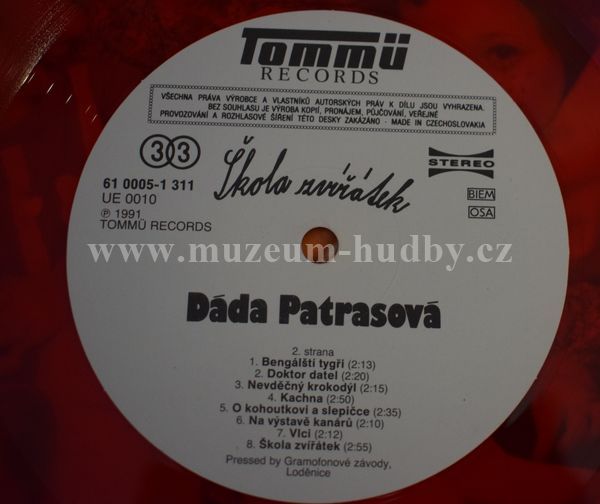 Tommü
RECORDS
VŠECHNA PRÁVA VÝROBCE A VLASTNÍKŮ AUTORSKÝCH PRÁV K DÍLU JSOU VYHRAZENA.
BEZ SOUHLASU JE VÝROBA KOPIÍ, PRONÁJEM, PŮJČOVÁNÍ, VEŘEJNÉ
PROVOZOVÁNÍ A ROZHLASOVÉ ŠÍŘENÍ TÉTO DESKY ZAKÁZÁNO - MADE IN CZECHOSLOVAKIA
33
Škola zvířátek
STEREO
61 0005-1 311
UE 0010
℗ 1991
TOMMÜ RECORDS
BIEM
OSA
www.muzeum-hudby.cz
Dáda Patrasová
2. strana
1. Bengálští tygři (2:13)
2. Doktor datel (2:20)
3. Nevděčný krokodýl (2:15)
4. Kachna (2:50)
5. O kohoutkovi a slepičce (2:35)
6. Na výstavě kanárů (2:10)
7. Vlci (2:12)
8. Škola zvířátek (2:55)
Pressed by Gramofonové závody,
Loděnice